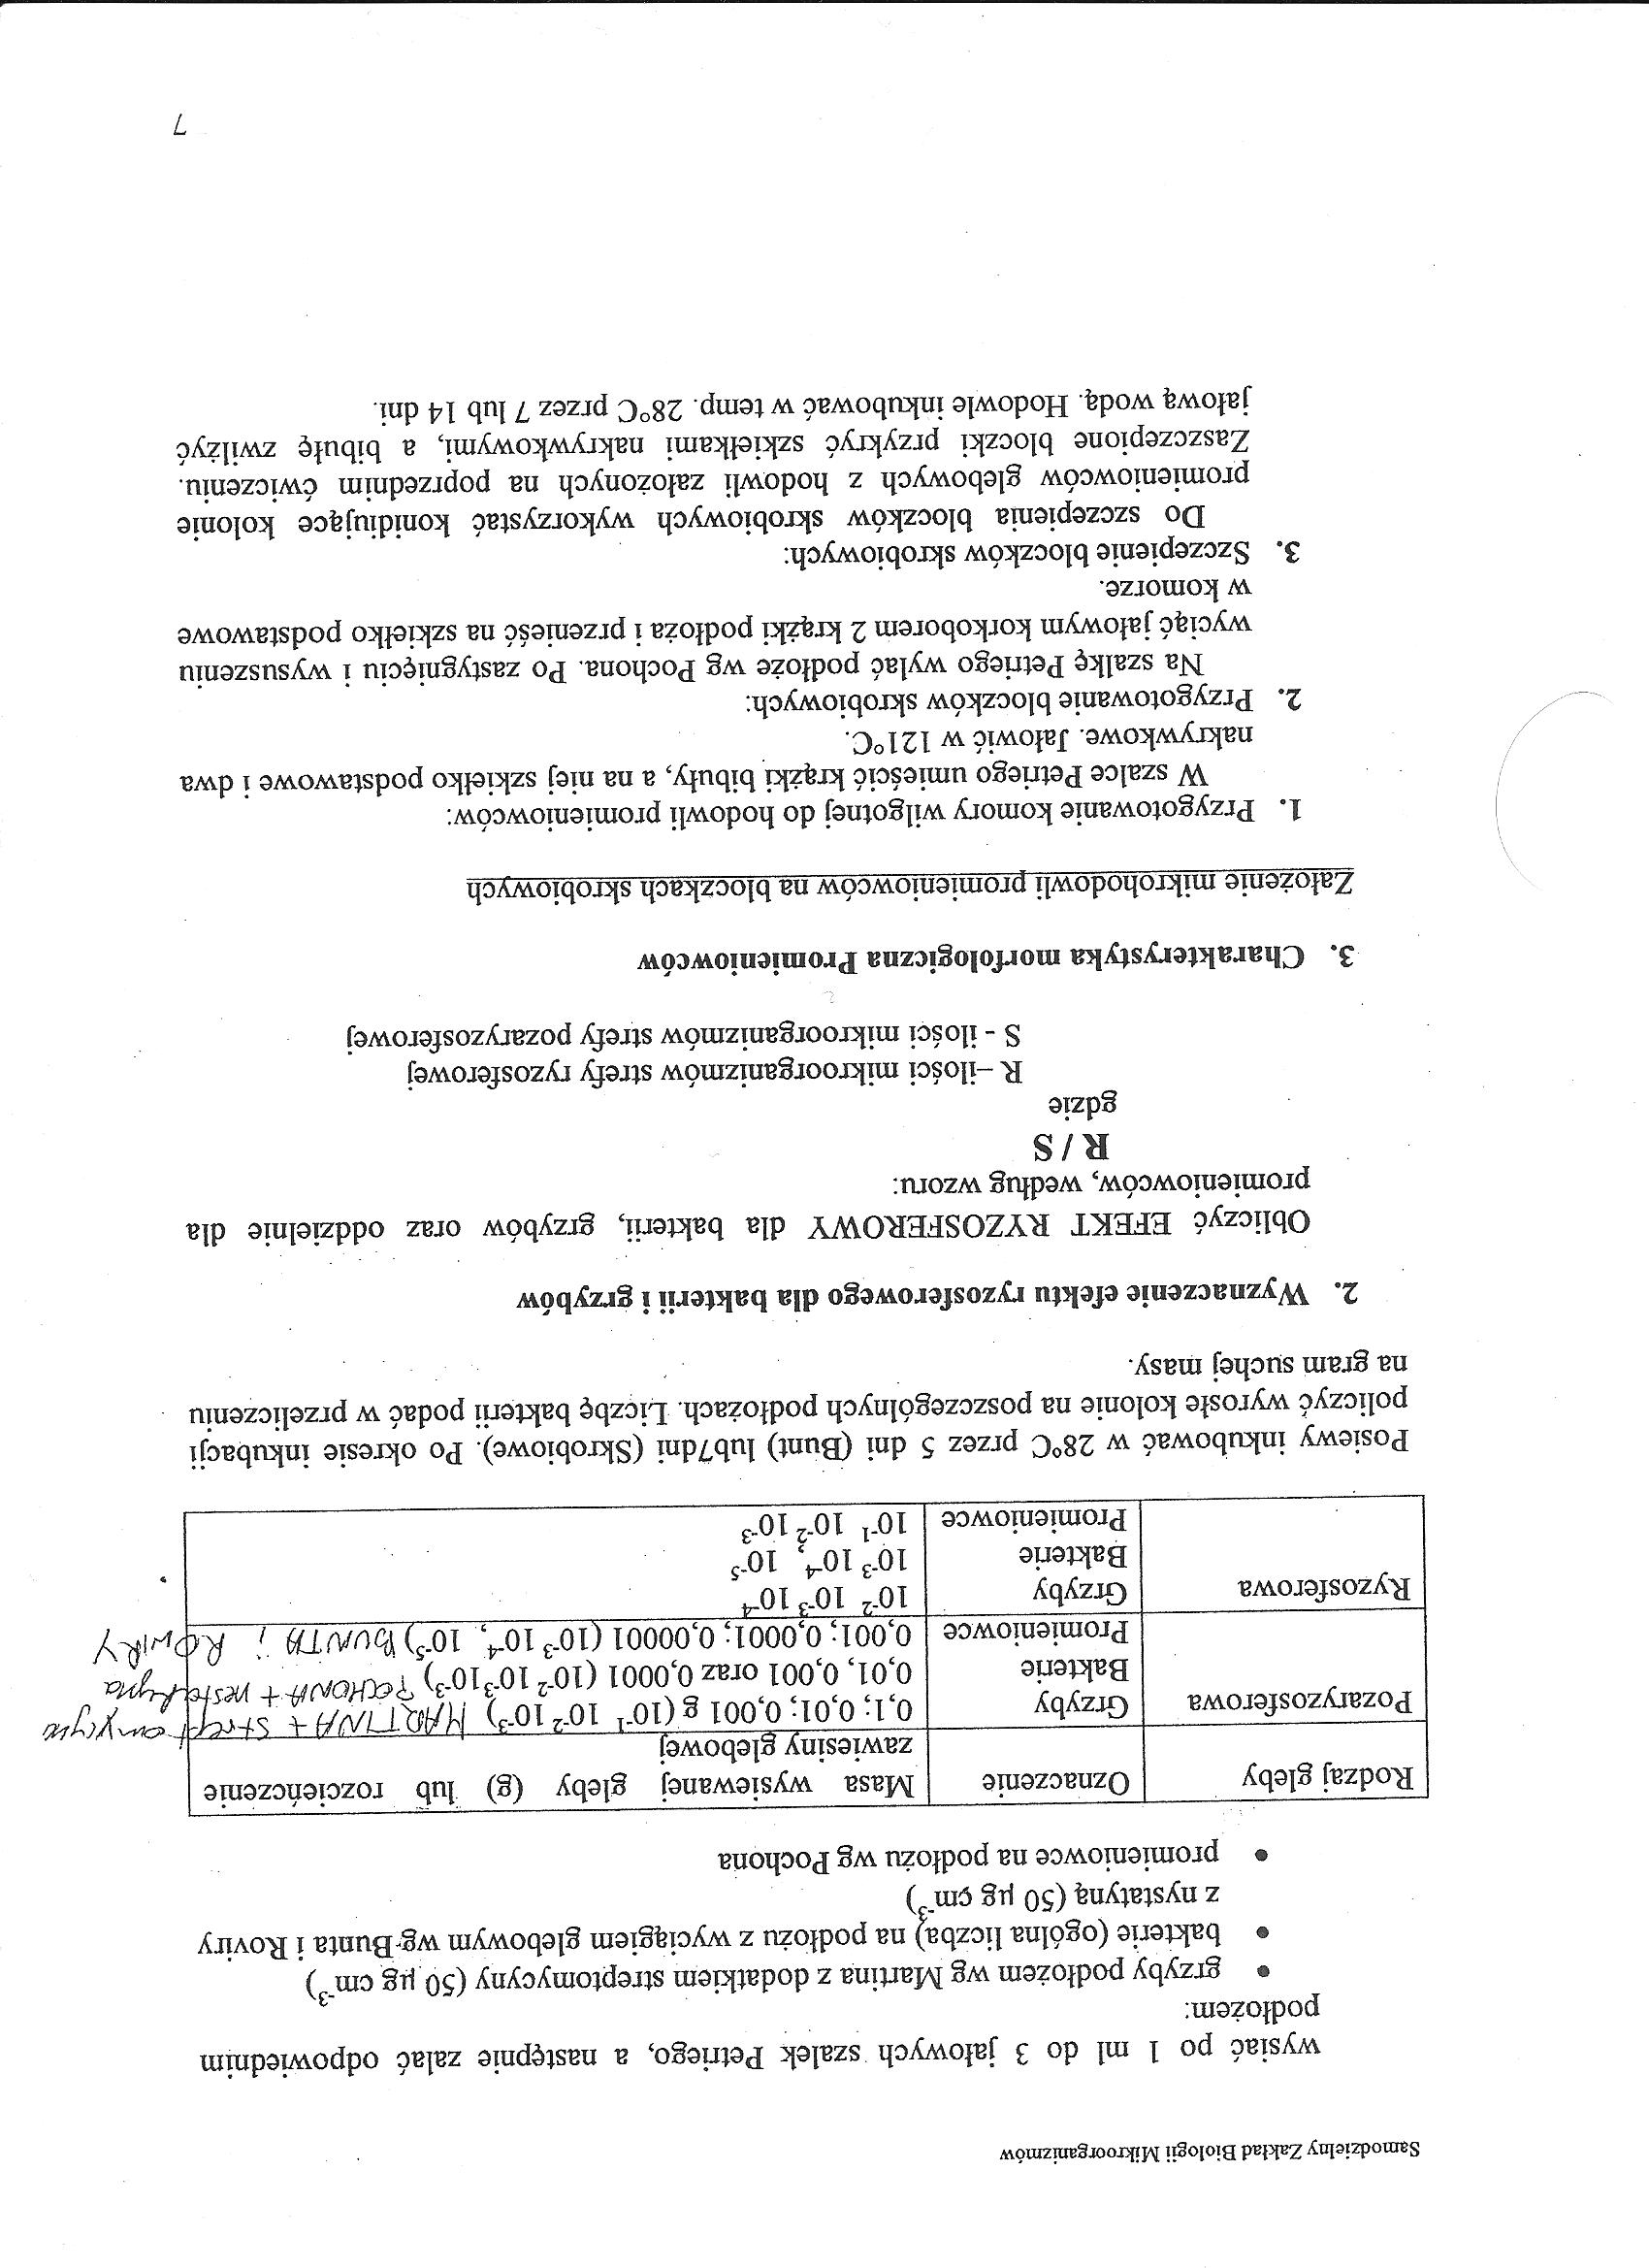 Samodzielny Zakład Biologii Mikroorganizmów
wysiać po 1 ml do 3 jałowych szalek Petriego, a następnie zalać odpowiednim
podłożem:
• grzyby podłożem wg Martina z dodatkiem streptomycyny (50 μg cm-3)
• bakterie (ogólna liczba) na podłożu z wyciągiem glebowym wg Bunta i Roviry
z nystatyną (50 μg cm-3)
• promieniowce na podłożu wg Pochona
Rodzaj gleby Oznaczenie Masa wysiewanej gleby (g) lub rozcieńczenie
zawiesiny glebowej
Pozaryzosferowa Grzyby 0,1: 0,01: 0,001 g (10-1 10-2 10-3) MARTINA + streptomycyna
Bakterie 0,01, 0,001 oraz 0,0001 (10-2 10-3 10-3) POCHONA + nestatyna
Promieniowce 0,001: 0,0001: 0,00001 (10-3 10-4, 10-5) BUNTA i ROWIRY
Ryzosferowa Grzyby 10-2 10-3 10-4
Bakterie 10-3 10-4, 10-5
Promieniowce 10-1 10-2 10-3
Posiewy inkubować w 28ºC przez 5 dni (Bunt) lub7dni (Skrobiowe). Po okresie inkubacji
policzyć wyrosłe kolonie na poszczególnych podłożach. Liczbę bakterii podać w przeliczeniu
na gram suchej masy.
2. Wyznaczenie efektu ryzosferowego dla bakterii i grzybów
Obliczyć EFEKT RYZOSFEROWY dla bakterii, grzybów oraz oddzielnie dla
promieniowców, według wzoru:
R / S
gdzie
R –ilości mikroorganizmów strefy ryzosferowej
S - ilości mikroorganizmów strefy pozaryzosferowej
3. Charakterystyka morfologiczna Promieniowców
Założenie mikrohodowli promieniowców na bloczkach skrobiowych
1. Przygotowanie komory wilgotnej do hodowli promieniowców:
W szalce Petriego umieścić krążki bibuły, a na niej szkiełko podstawowe i dwa
nakrywkowe. Jałowić w 121ºC.
2. Przygotowanie bloczków skrobiowych:
Na szalkę Petriego wylać podłoże wg Pochona. Po zastygnięciu i wysuszeniu
wyciąć jałowym korkoborem 2 krążki podłoża i przenieść na szkiełko podstawowe
w komorze.
3. Szczepienie bloczków skrobiowych:
Do szczepienia bloczków skrobiowych wykorzystać konidiujące kolonie
promieniowców glebowych z hodowli założonych na poprzednim ćwiczeniu.
Zaszczepione bloczki przykryć szkiełkami nakrywkowymi, a bibułę zwilżyć
jałową wodą. Hodowle inkubować w temp. 28ºC przez 7 lub 14 dni.
7